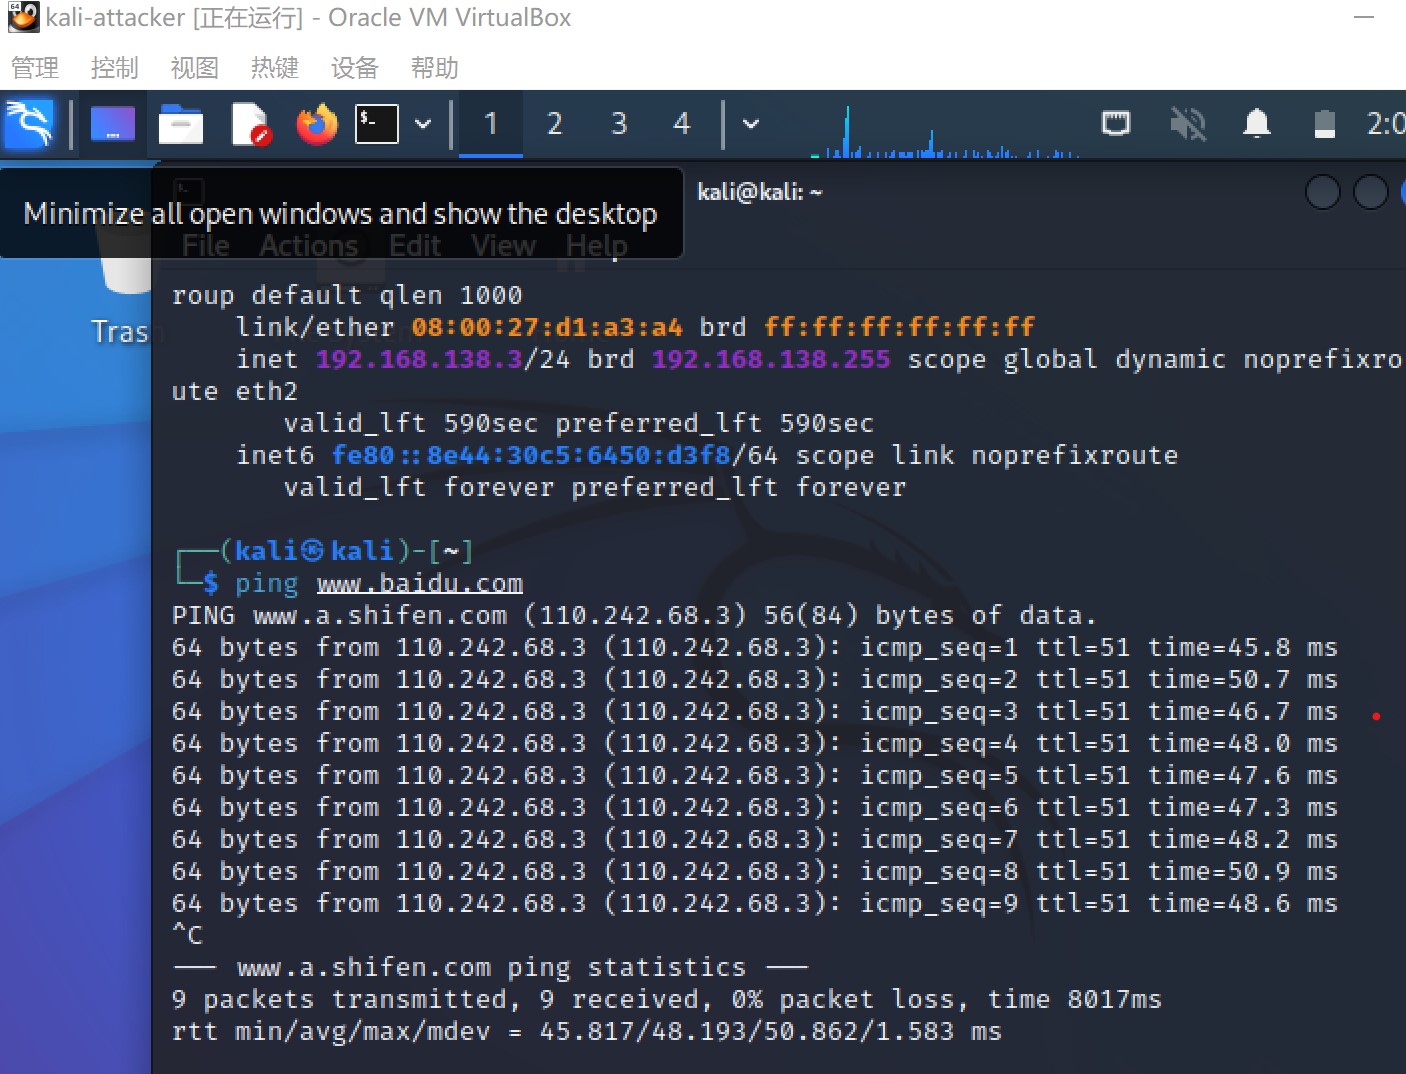 kali-attacker [正在运行] - Oracle VM VirtualBox
管理 控制 视图 热键 设备 帮助
1 2 3 4 2:0
kali@kali: ~
Minimize all open windows and show the desktop
File Actions Edit View Help
Trash
roup default qlen 1000
link/ether 08:00:27:d1:a3:a4 brd ff:ff:ff:ff:ff:ff
inet 192.168.138.3/24 brd 192.168.138.255 scope global dynamic noprefixro
ute eth2
valid_lft 590sec preferred_lft 590sec
inet6 fe80::8e44:30c5:6450:d3f8/64 scope link noprefixroute
valid_lft forever preferred_lft forever
┌──(kali㉿kali)-[~]
└─$ ping www.baidu.com
PING www.a.shifen.com (110.242.68.3) 56(84) bytes of data.
64 bytes from 110.242.68.3 (110.242.68.3): icmp_seq=1 ttl=51 time=45.8 ms
64 bytes from 110.242.68.3 (110.242.68.3): icmp_seq=2 ttl=51 time=50.7 ms
64 bytes from 110.242.68.3 (110.242.68.3): icmp_seq=3 ttl=51 time=46.7 ms
64 bytes from 110.242.68.3 (110.242.68.3): icmp_seq=4 ttl=51 time=48.0 ms
64 bytes from 110.242.68.3 (110.242.68.3): icmp_seq=5 ttl=51 time=47.6 ms
64 bytes from 110.242.68.3 (110.242.68.3): icmp_seq=6 ttl=51 time=47.3 ms
64 bytes from 110.242.68.3 (110.242.68.3): icmp_seq=7 ttl=51 time=48.2 ms
64 bytes from 110.242.68.3 (110.242.68.3): icmp_seq=8 ttl=51 time=50.9 ms
64 bytes from 110.242.68.3 (110.242.68.3): icmp_seq=9 ttl=51 time=48.6 ms
^C
--- www.a.shifen.com ping statistics ---
9 packets transmitted, 9 received, 0% packet loss, time 8017ms
rtt min/avg/max/mdev = 45.817/48.193/50.862/1.583 ms